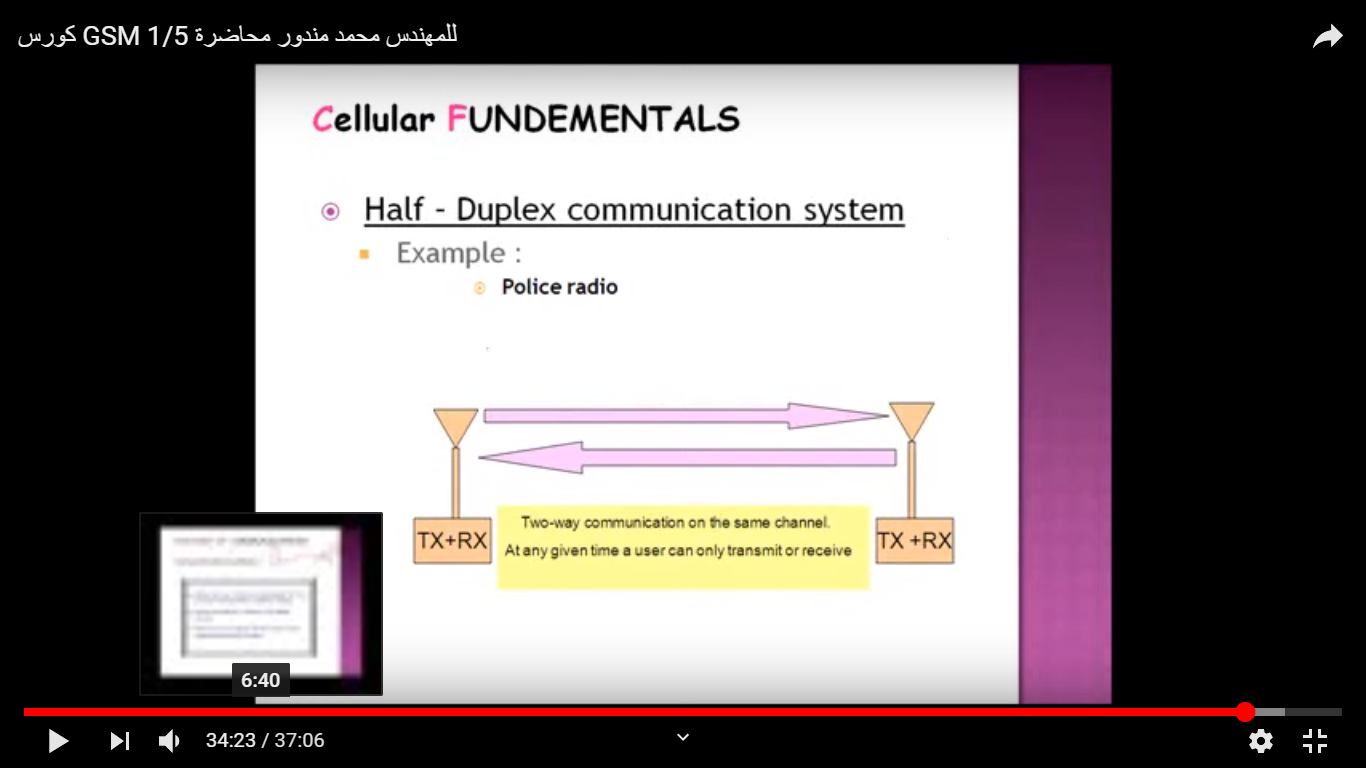 كورس GSM 1/5 للمهندس محمد مندور محاضرة
Cellular FUNDEMENTALS
Half - Duplex communication system
Example :
Police radio
TX+RX
Two-way communication on the same channel.
At any given time a user can only transmit or receive
TX +RX
6:40
34:23 / 37:06